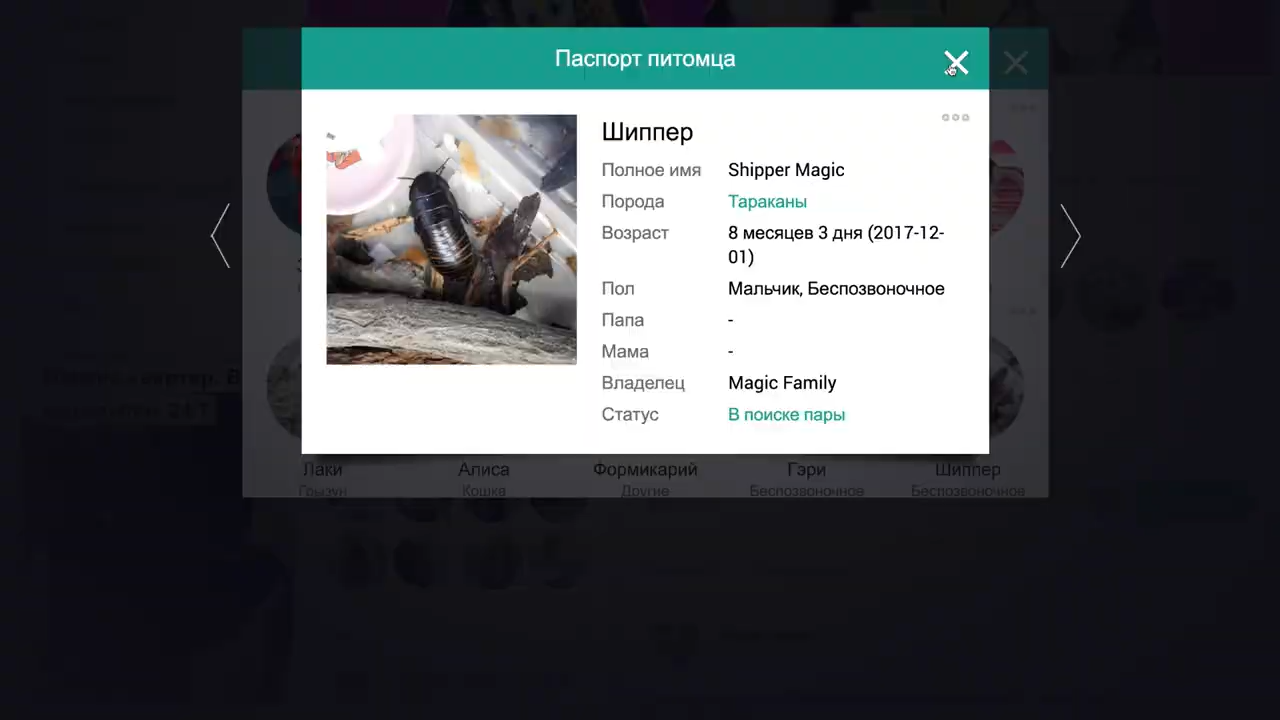 Паспорт питомца
Шиппер
Полное имя Shipper Magic
Порода Тараканы
Возраст 8 месяцев 3 дня (2017-12-
01)
Пол Мальчик, Беспозвоночное
Папа -
Мама -
Владелец Magic Family
Статус В поиске пары
Лаки Алиса Формикарий Гэри Шиппер
Грызун Кошка Другие Беспозвоночное Беспозвоночное